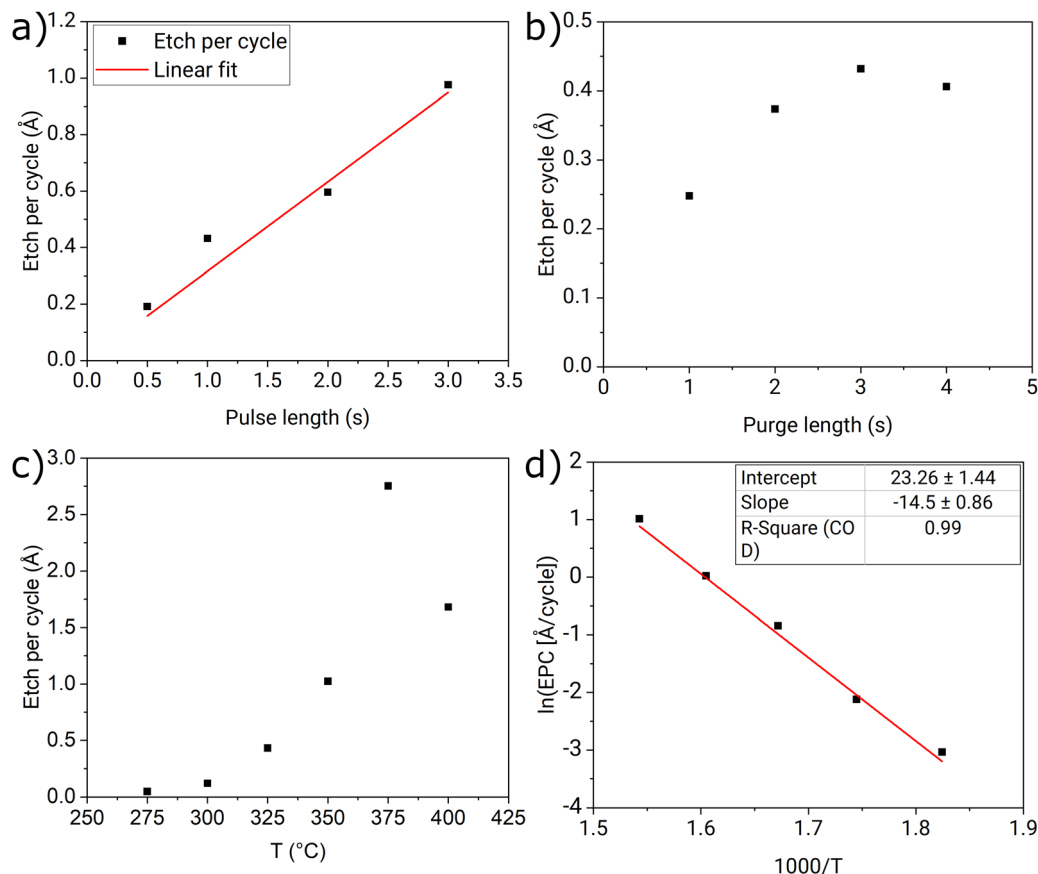 a)
1.2
1.0
0.8
0.6
0.4
0.2
0.0
Etch per cycle (Å)
Etch per cycle
Linear fit
0.0 0.5 1.0 1.5 2.0 2.5 3.0 3.5
Pulse length (s)
b)
0.5
0.4
0.3
0.2
0.1
0.0
Etch per cycle (Å)
0 1 2 3 4 5
Purge length (s)
c)
3.0
2.5
2.0
1.5
1.0
0.5
0.0
Etch per cycle (Å)
250 275 300 325 350 375 400 425
T (°C)
d)
2
1
0
-1
-2
-3
-4
ln(EPC [Å/cycle])
Intercept 23.26 ± 1.44
Slope -14.5 ± 0.86
R-Square (CO 0.99
D)
1.5 1.6 1.7 1.8 1.9
1000/T